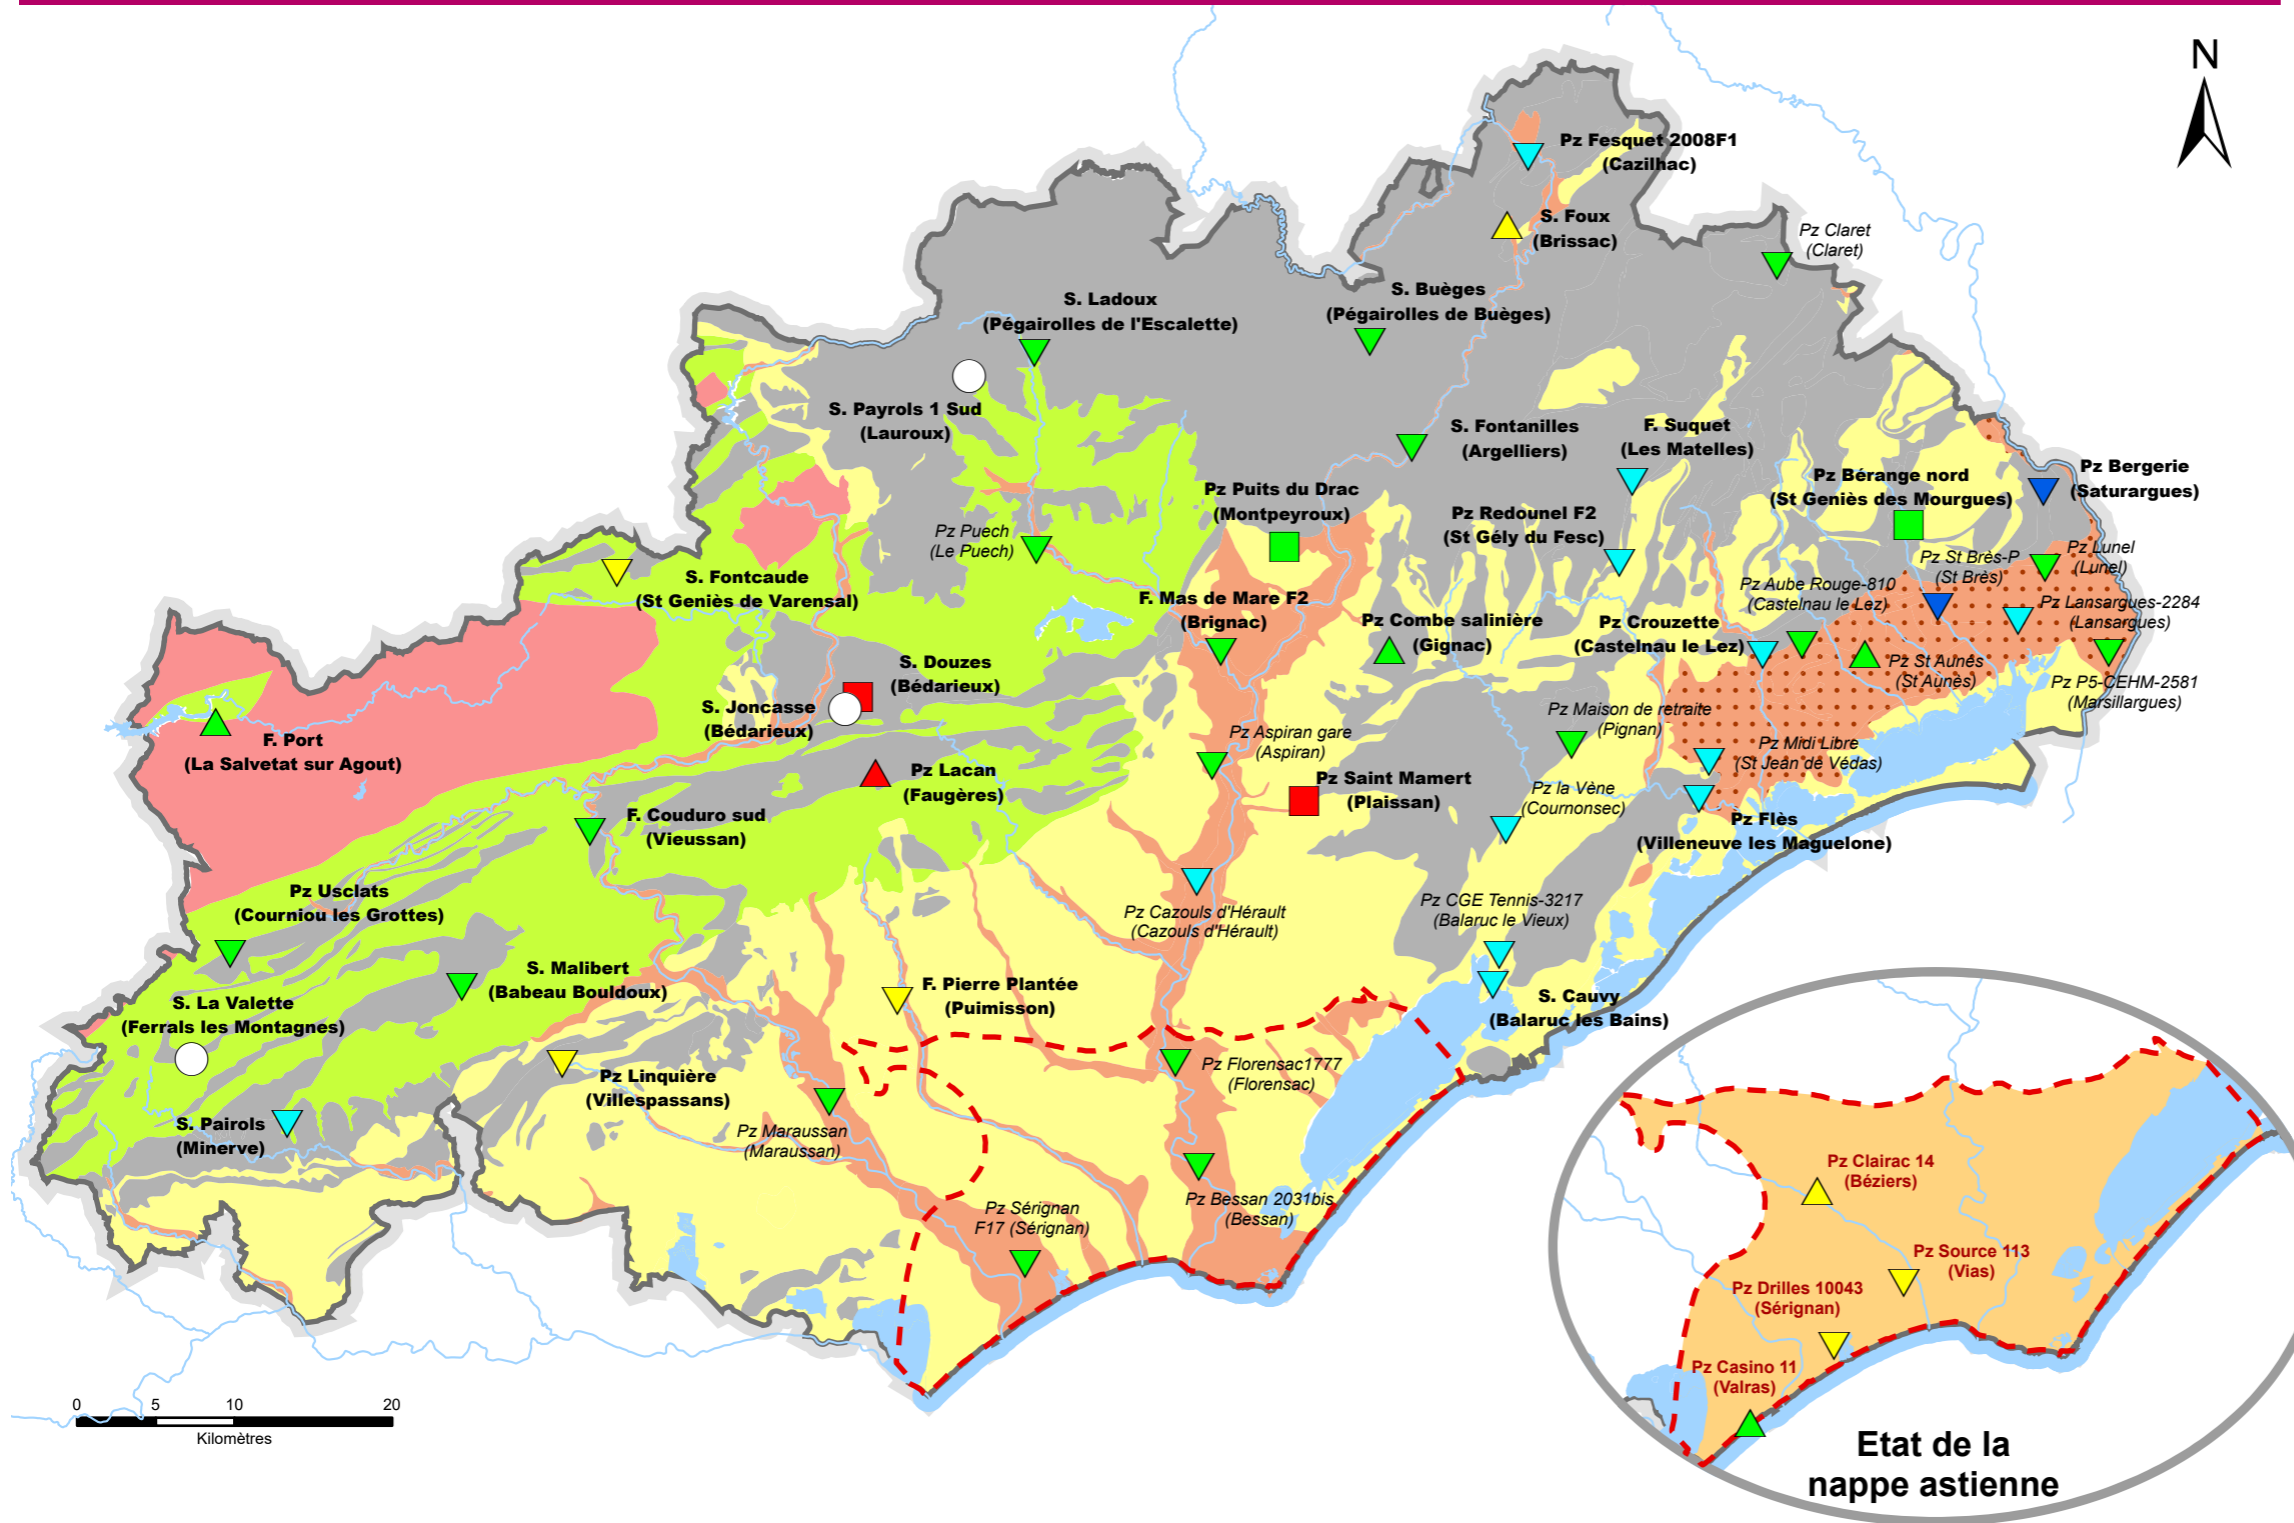 N
Pz Fesquet 2008F1
(Cazilhac)
S. Foux
(Brissac)
Pz Claret
(Claret)
S. Ladoux
(Pégairolles de l'Escalette)
S. Buèges
(Pégairolles de Buèges)
S. Payrols 1 Sud
(Lauroux)
S. Fontanilles
(Argelliers)
F. Suquet
(Les Matelles)
Pz Bérange nord
(St Geniès des Mourgues)
Pz Bergerie
(Saturargues)
Pz Puits du Drac
(Montpeyroux)
Pz Redounel F2
(St Gély du Fesc)
Pz Puech
(Le Puech)
Pz St Brès-P
(St Brès)
Pz Lunel
(Lunel)
S. Fontcaude
(St Geniès de Varensal)
Pz Aube Rouge-810
(Castelnau le Lez)
F. Mas de Mare F2
(Brignac)
Pz Lansargues-2284
(Lansargues)
Pz Combe salinière
(Gignac)
Pz Crouzette
(Castelnau le Lez)
S. Douzes
(Bédarieux)
Pz St Aunés
(St Aunès)
Pz P5-CEHM-2581
(Marsillargues)
S. Joncasse
(Bédarieux)
Pz Maison de retraite
(Pignan)
F. Port
(La Salvetat sur Agout)
Pz Aspiran gare
(Aspiran)
Pz Midi Libre
(St Jean de Védas)
Pz Lacan
(Faugères)
Pz Saint Mamert
(Plaissan)
Pz la Vène
(Cournonsec)
F. Couduro sud
(Vieussan)
Pz Flès
(Villeneuve les Maguelone)
Pz Usclats
(Courniou les Grottes)
Pz Cazouls d'Hérault
(Cazouls d'Hérault)
Pz CGE Tennis-3217
(Balaruc le Vieux)
S. Malibert
(Babeau Bouldoux)
F. Pierre Plantée
(Puimisson)
S. La Valette
(Ferrals les Montagnes)
S. Cauvy
(Balaruc les Bains)
Pz Florensac1777
(Florensac)
Pz Linquière
(Villespassans)
S. Pairols
(Minerve)
Pz Maraussan
(Maraussan)
Pz Sérignan
F17 (Sérignan)
Pz Bessan 2031bis
(Bessan)
Pz Clairac 14
(Béziers)
Pz Source 113
(Vias)
Pz Drilles 10043
(Sérignan)
Pz Casino 11
(Valras)
Etat de la
nappe astienne
0 5 10 20
Kilomètres